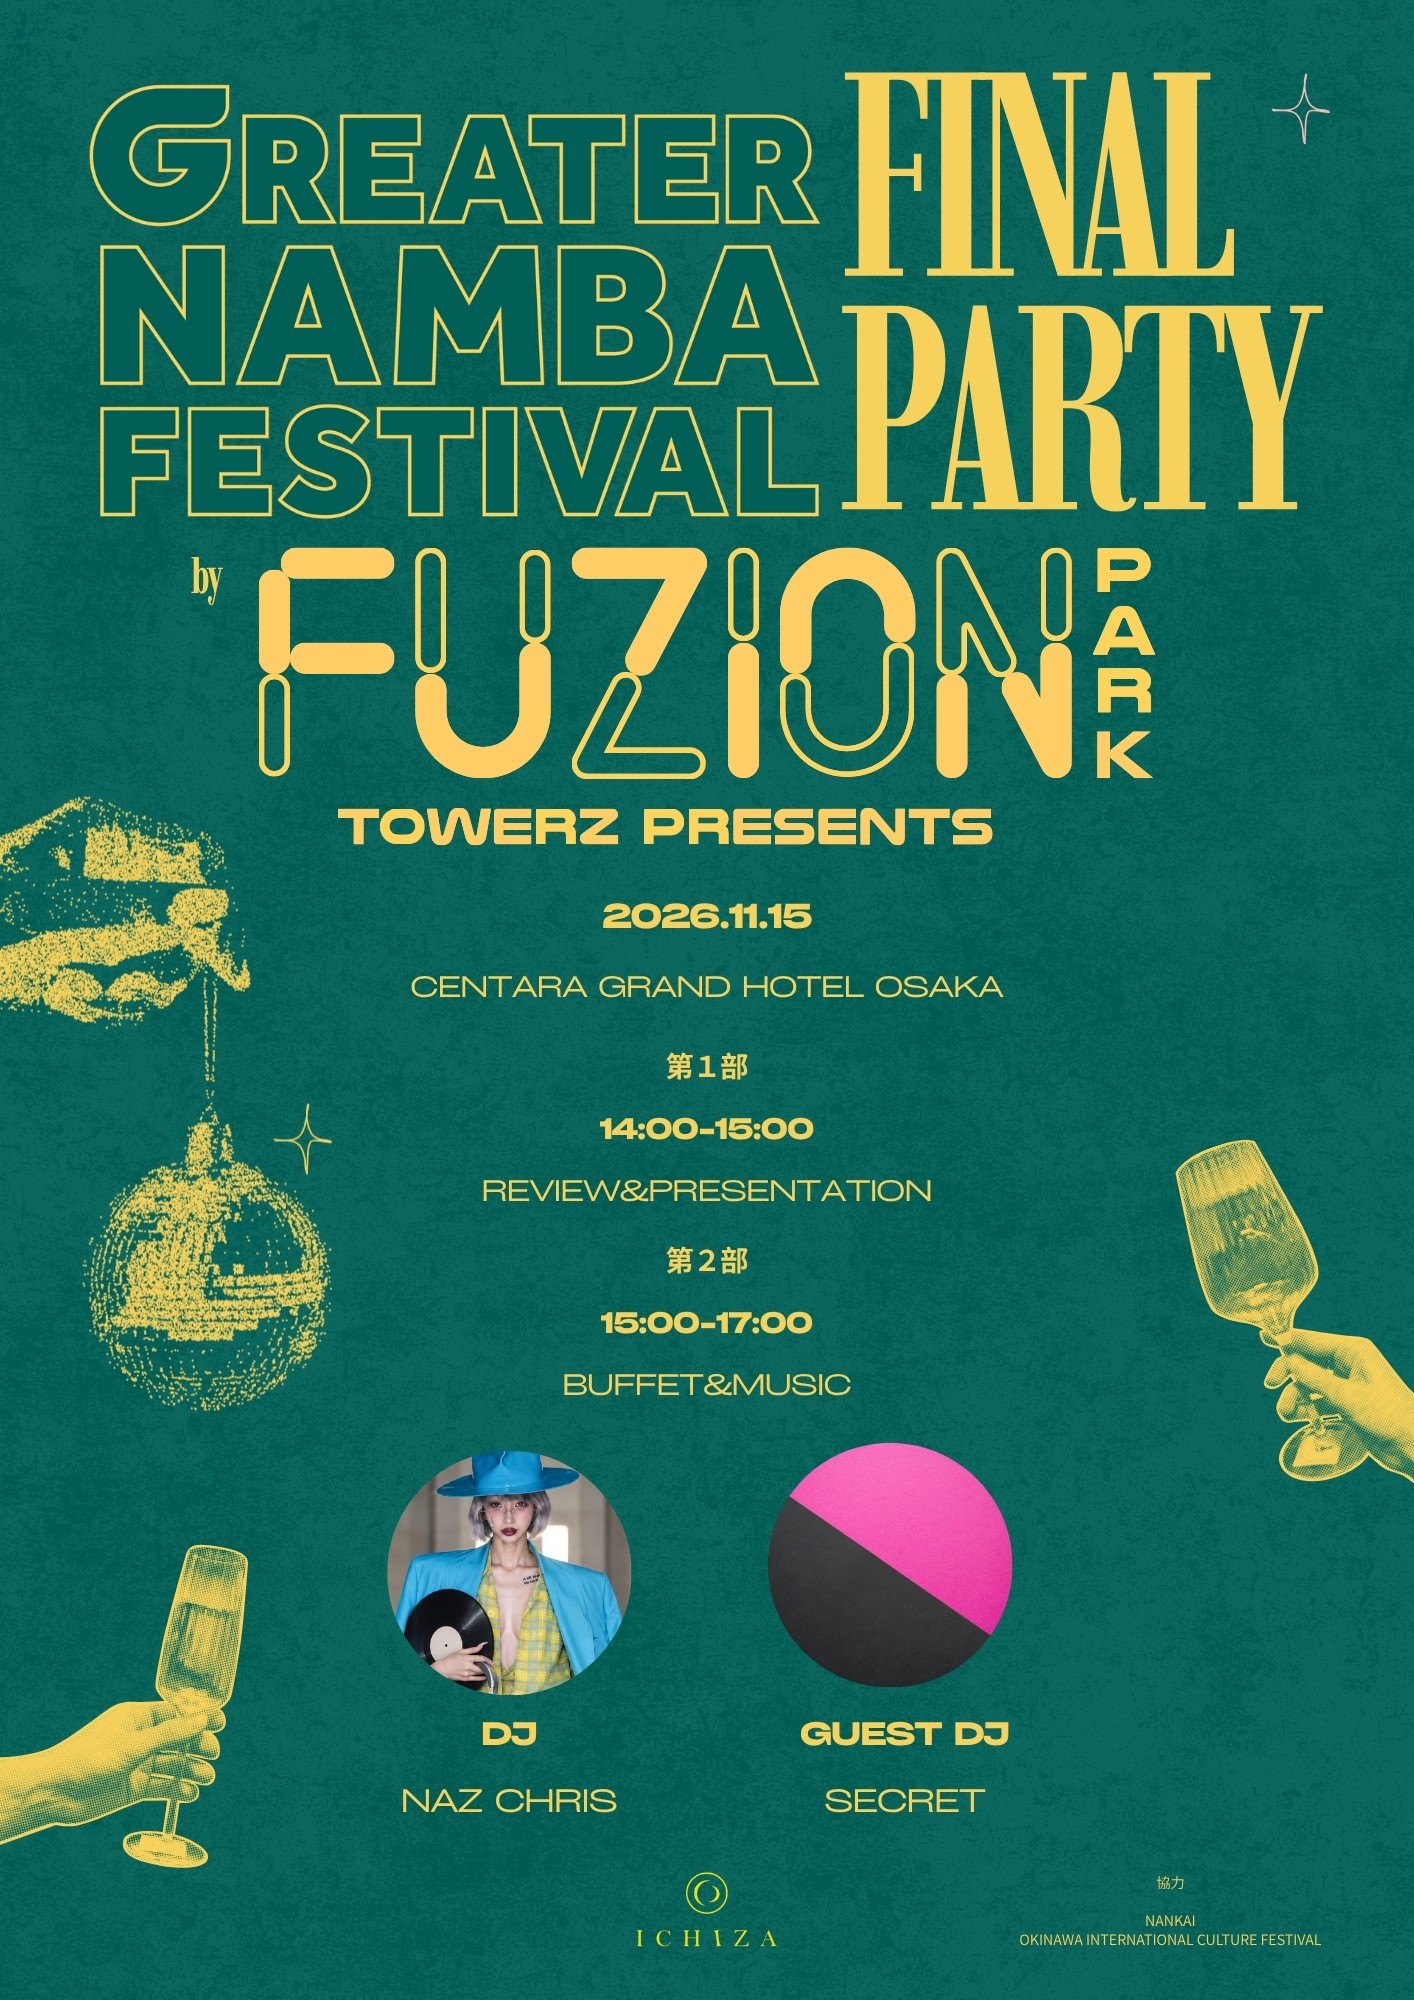 GREATER
NAMBA
FESTIVAL
FINAL
PARTY
by FUZION PARK
TOWERZ PRESENTS
2026.11.15
CENTARA GRAND HOTEL OSAKA
第1部
14:00-15:00
REVIEW&PRESENTATION
第2部
15:00-17:00
BUFFET&MUSIC
DJ
NAZ CHRIS
GUEST DJ
SECRET
ICHIZA
協力
NANKAI
OKINAWA INTERNATIONAL CULTURE FESTIVAL